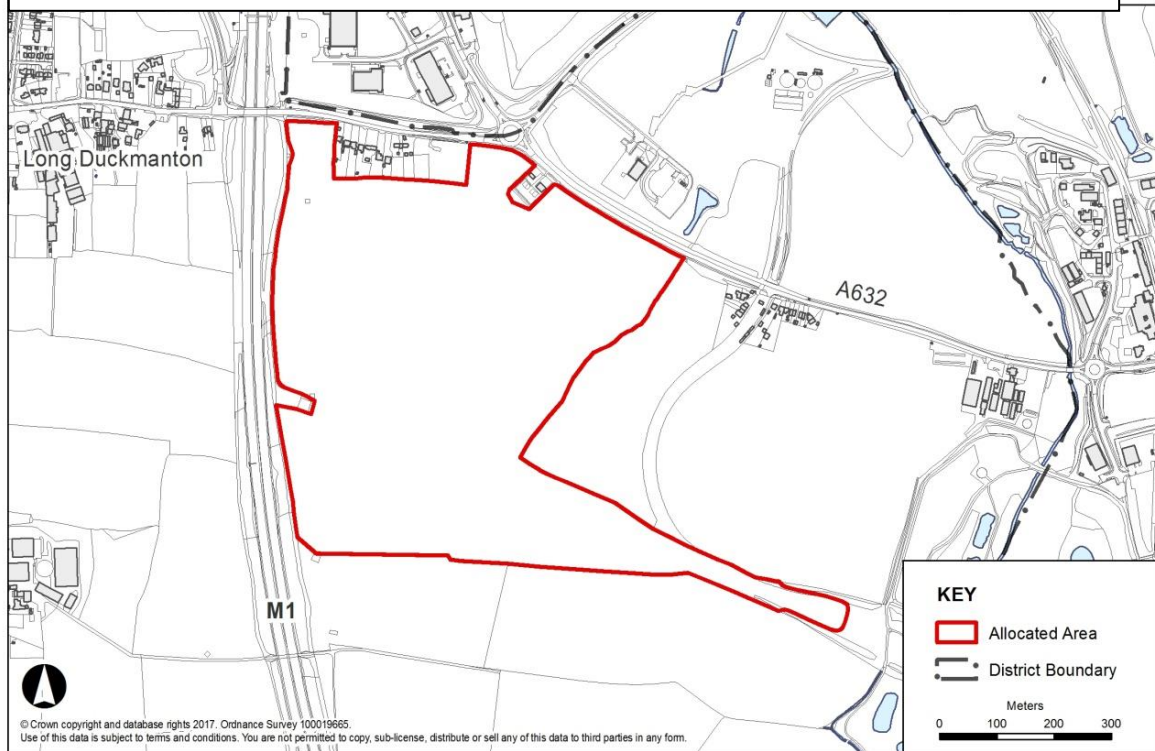 Long Duckmanton
A632
M1
KEY
Allocated Area
District Boundary
Meters
0 100 200 300
© Crown copyright and database rights 2017. Ordnance Survey 100019665.
Use of this data is subject to terms and conditions. You are not permitted to copy, sub-license, distribute or sell any of this data to third parties in any form.